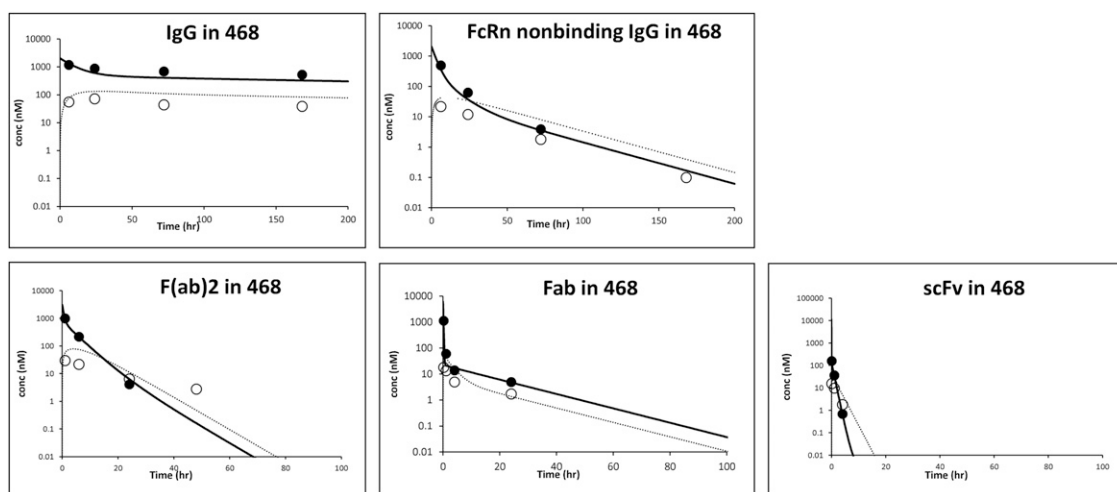 IgG in 468
10000
1000
100
10
1
0.1
0.01
conc (nM)
0 50 100 150 200
Time (hr)
FcRn nonbinding IgG in 468
10000
1000
100
10
1
0.1
0.01
conc (nM)
0 50 100 150 200
Time (hr)
F(ab)2 in 468
10000
1000
100
10
1
0.1
0.01
conc (nM)
0 20 40 60 80 100
Time (hr)
Fab in 468
10000
1000
100
10
1
0.1
0.01
conc (nM)
0 20 40 60 80 100
Time (hr)
scFv in 468
100000
10000
1000
100
10
1
0.1
0.01
conc (nM)
0 20 40 60 80 100
Time (hr)